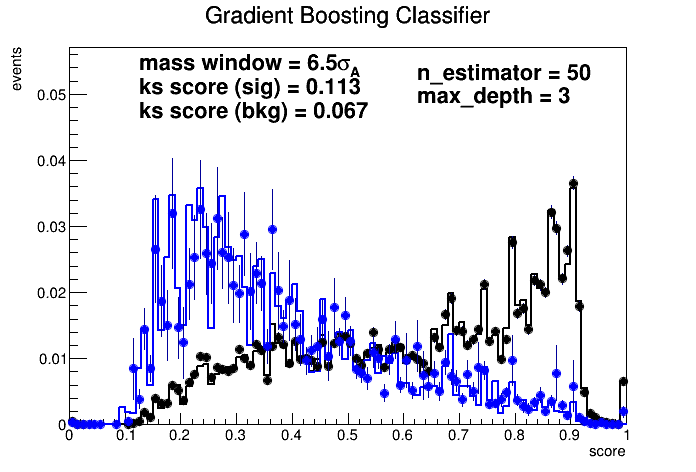 Gradient Boosting Classifier
events
mass window = 6.5σA
ks score (sig) = 0.113
ks score (bkg) = 0.067
n_estimator = 50
max_depth = 3
0.05
0.04
0.03
0.02
0.01
0
0 0.1 0.2 0.3 0.4 0.5 0.6 0.7 0.8 0.9 1
score